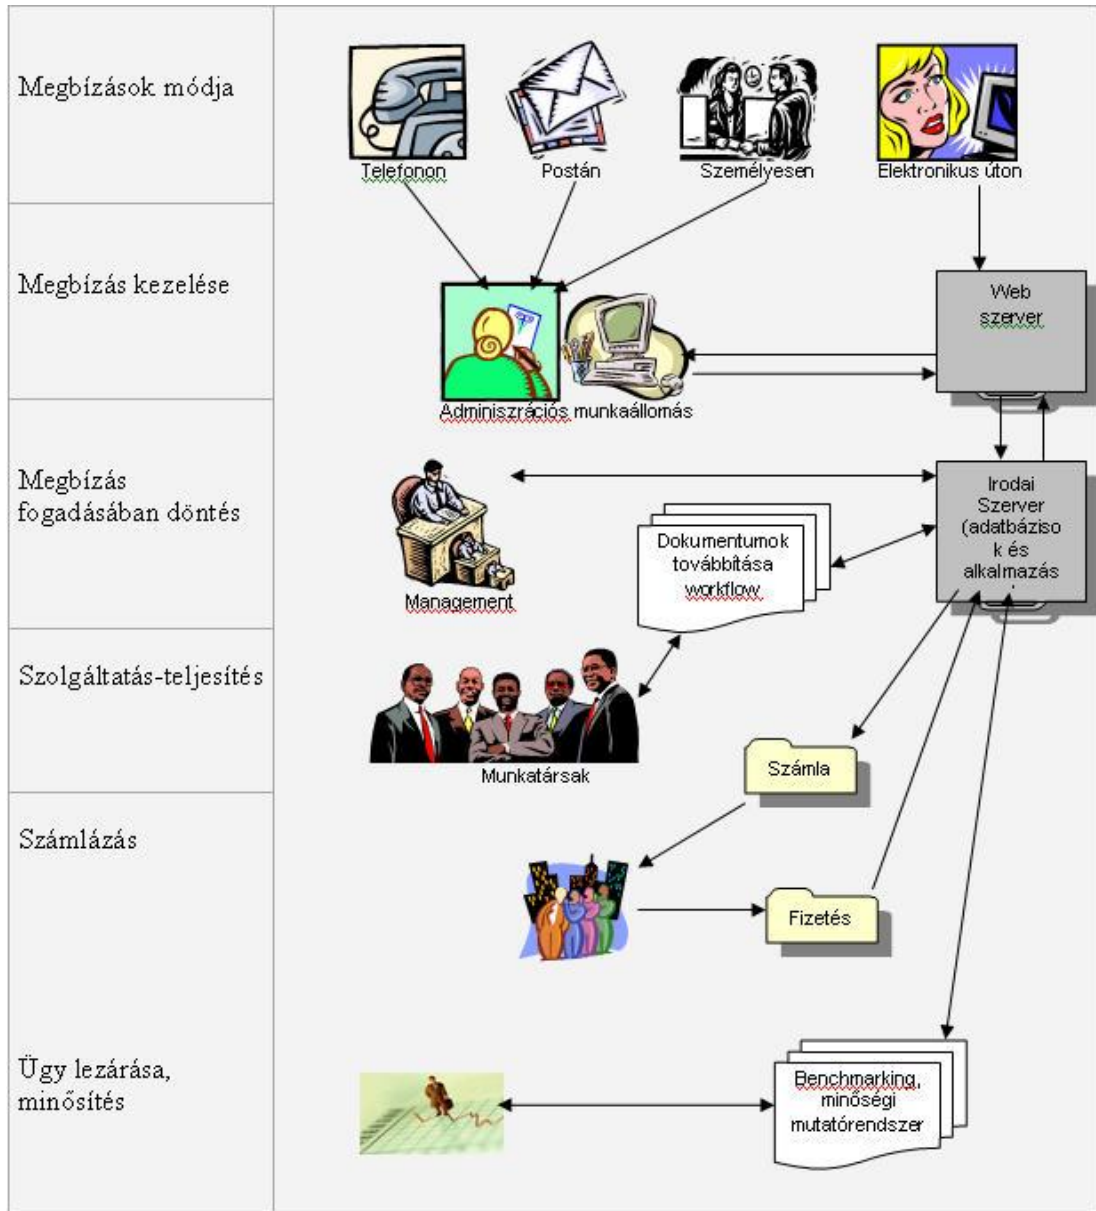 Megbízások módja
Telefonon
Postán
Személyesen
Elektronikus úton
Megbízás kezelése
Web
szerver
Adminiszrációs munkaállomás
Megbízás
fogadásában döntés
Management
Dokumentumok
továbbítása
workflow
Irodai
Szerver
(adatbáziso
k és
alkalmazás
Szolgáltatás-teljesítés
Munkatársak
Számla
Számlázás
Fizetés
Ügy lezárása,
minősítés
Benchmarking,
minőségi
mutatórendszer